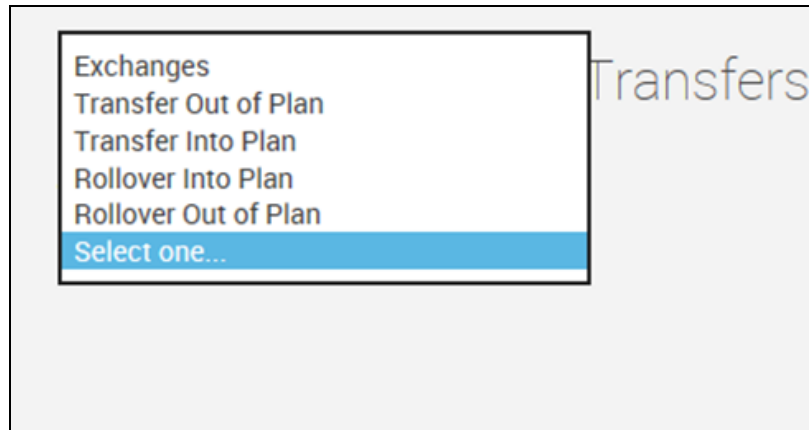 Exchanges
Transfer Out of Plan
Transfer Into Plan
Rollover Into Plan
Rollover Out of Plan
Select one...
Transfers